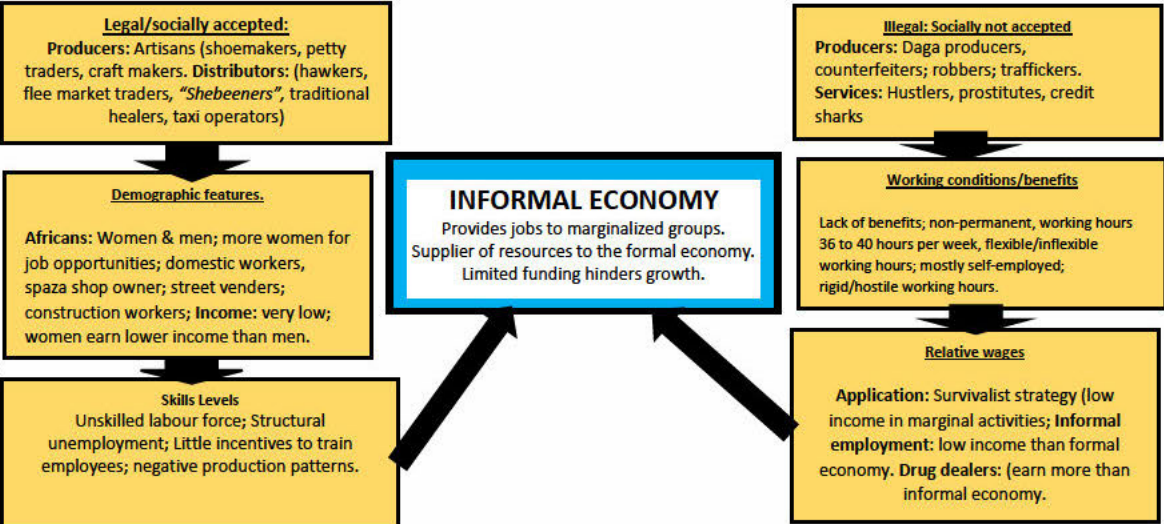 Legal/socially accepted:
Producers: Artisans (shoemakers, petty
traders, craft makers. Distributors: (hawkers,
flee market traders, “Shebeeners”, traditional
healers, taxi operators)
Demographic features.
Africans: Women & men; more women for
job opportunities; domestic workers,
spaza shop owner; street venders;
construction workers; Income: very low;
women earn lower income than men.
Skills Levels
Unskilled labour force; Structural
unemployment; Little incentives to train
employees; negative production patterns.
INFORMAL ECONOMY
Provides jobs to marginalized groups.
Supplier of resources to the formal economy.
Limited funding hinders growth.
Illegal: Socially not accepted
Producers: Daga producers,
counterfeiters; robbers; traffickers.
Services: Hustlers, prostitutes, credit
sharks
Working conditions/benefits
Lack of benefits; non-permanent, working hours
36 to 40 hours per week, flexible/inflexible
working hours; mostly self-employed;
rigid/hostile working hours.
Relative wages
Application: Survivalist strategy (low
income in marginal activities; Informal
employment: low income than formal
economy. Drug dealers: (earn more than
informal economy.